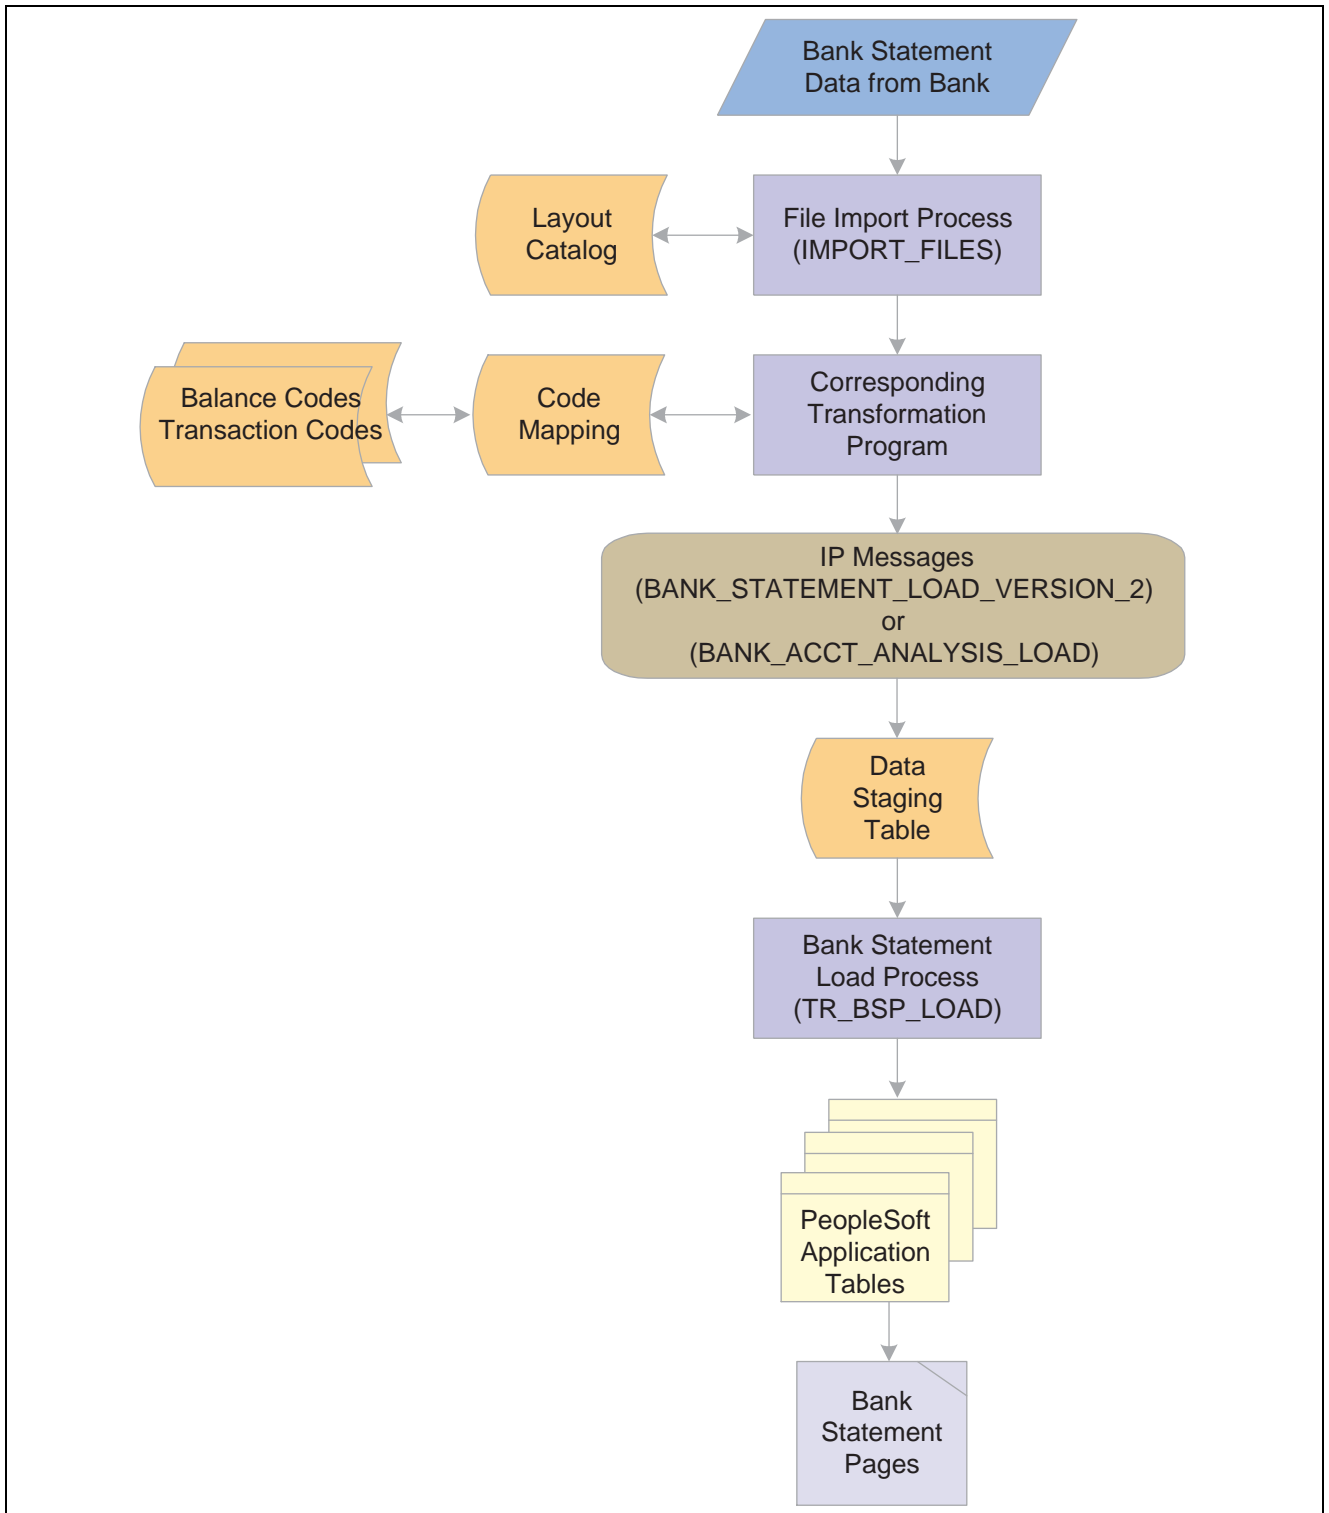 Bank Statement
Data from Bank
Layout
Catalog
File Import Process
(IMPORT_FILES)
Balance Codes
Transaction Codes
Code
Mapping
Corresponding
Transformation
Program
IP Messages
(BANK_STATEMENT_LOAD_VERSION_2)
or
(BANK_ACCT_ANALYSIS_LOAD)
Data
Staging
Table
Bank Statement
Load Process
(TR_BSP_LOAD)
PeopleSoft
Application
Tables
Bank
Statement
Pages